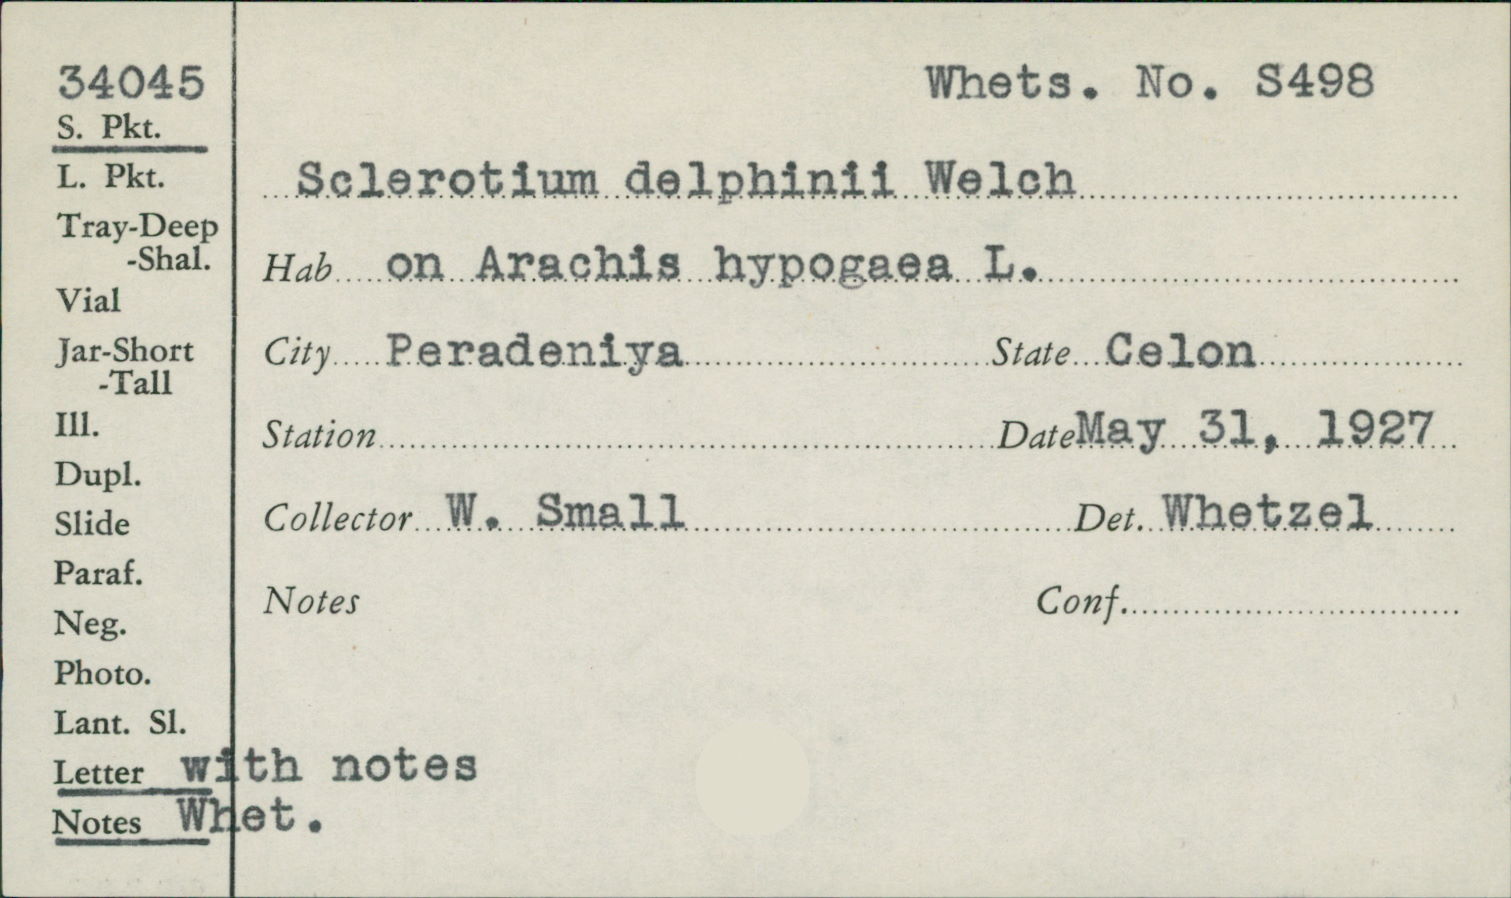 34045
Whets. No. S498
S. Pkt.
L. Pkt.
Tray-Deep
-Shal.
Vial
Jar-Short
-Tall
Ill.
Dupl.
Slide
Paraf.
Neg.
Photo.
Lant. Sl.
Letter with notes
Notes Whet.
Sclerotium delphinii Welch
Hab on Arachis hypogaea L.
City Peradeniya State Celon
Station Date May 31, 1927
Collector W. Small Det. Whetzel
Notes Conf.